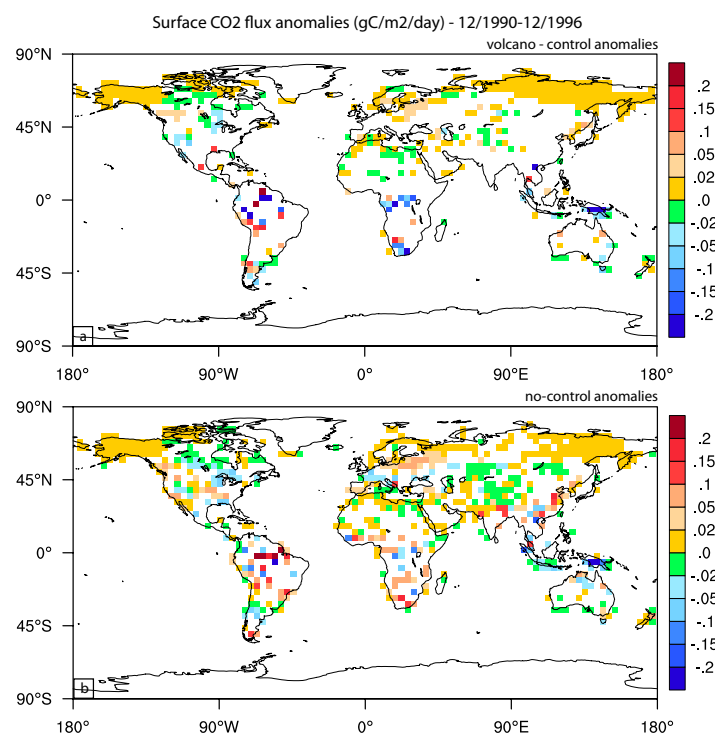 Surface CO2 flux anomalies (gC/m2/day) - 12/1990-12/1996
volcano - control anomalies
90°N
45°N
0°
45°S
90°S
180°
90°W
0°
90°E
180°
a
.2
.15
.1
.05
.02
.0
-.02
-.05
-.1
-.15
-.2
no-control anomalies
90°N
45°N
0°
45°S
90°S
180°
90°W
0°
90°E
180°
b
.2
.15
.1
.05
.02
.0
-.02
-.05
-.1
-.15
-.2